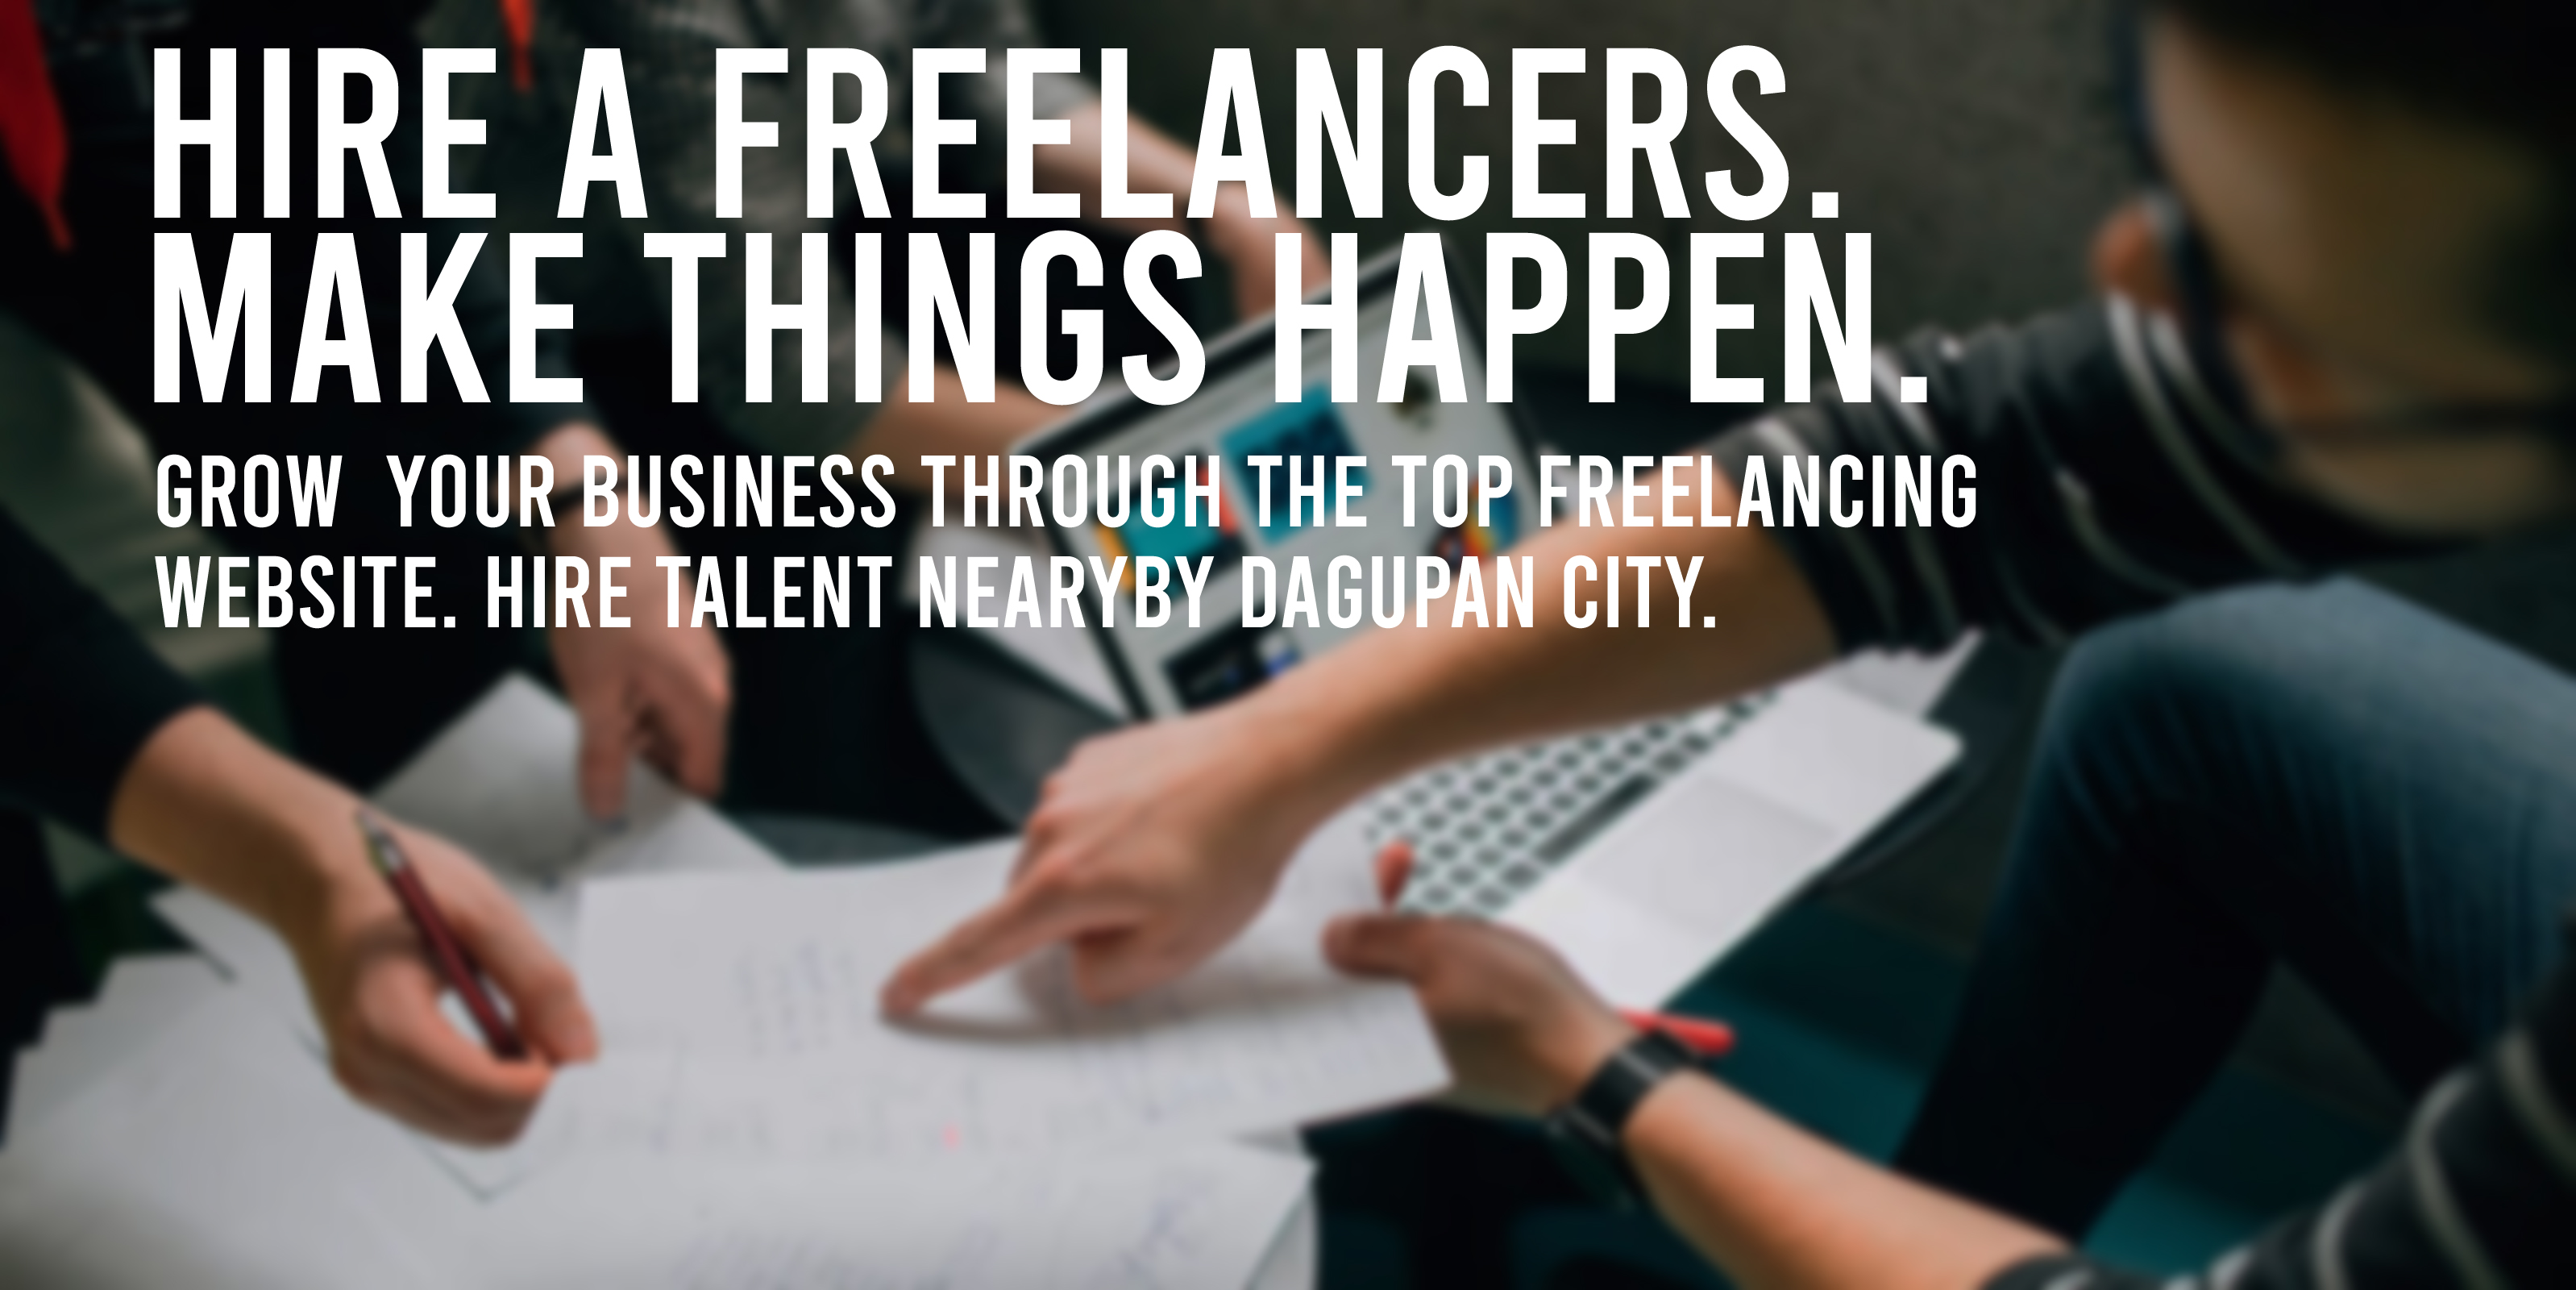 HIRE A FREELANCERS.
MAKE THINGS HAPPEN.
GROW  YOUR BUSINESS THROUGH THE TOP FREELANCING
WEBSITE. HIRE TALENT NEARYBY DAGUPAN CITY.